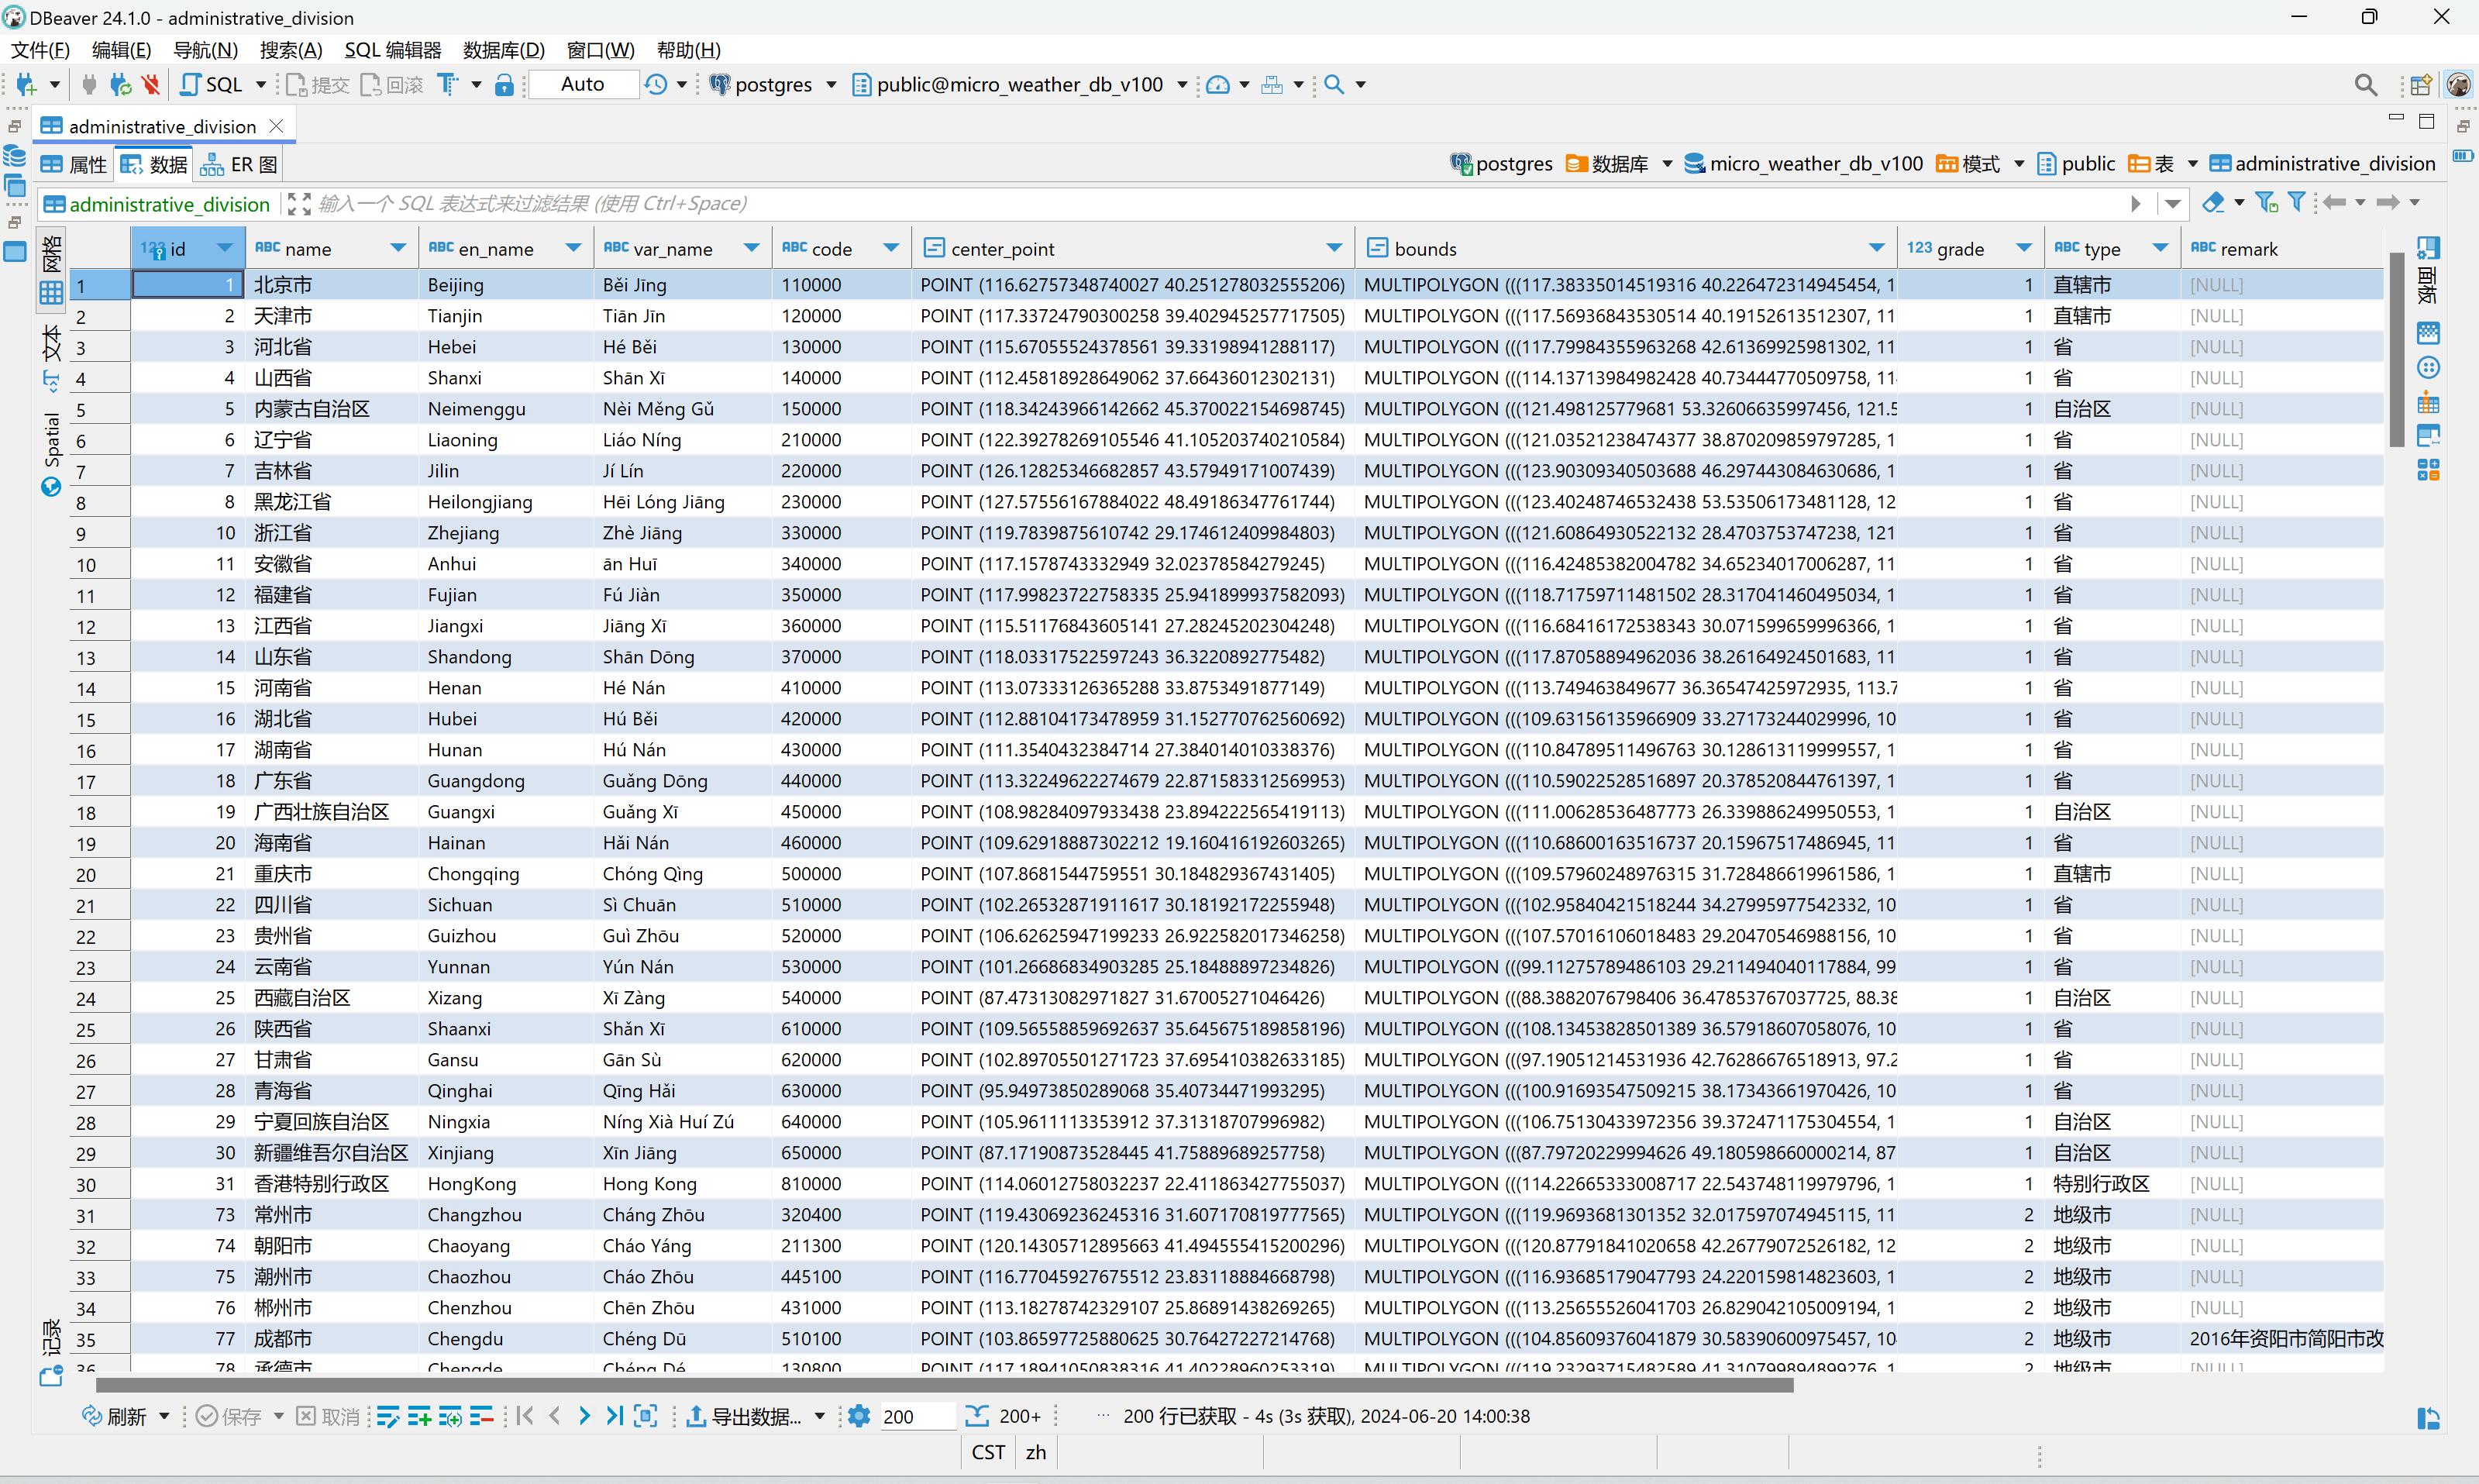 DBeaver 24.1.0 - administrative_division
文件(F) 编辑(E) 导航(N) 搜索(A) SQL 编辑器 数据库(D) 窗口(W) 帮助(H)
SQL 提交 回滚 Auto postgres public@micro_weather_db_v100
administrative_division
属性 数据 ER 图 postgres 数据库 micro_weather_db_v100 模式 public 表 administrative_division
administrative_division 输入一个 SQL 表达式来过滤结果 (使用 Ctrl+Space)
网格
文本
Spatial
记录
面板
123 id ABC name ABC en_name ABC var_name ABC code center_point bounds 123 grade ABC type ABC remark
1 1 北京市 Beijing Běi Jīng 110000 POINT (116.62757348740027 40.251278032555206) MULTIPOLYGON (((117.38335014519316 40.226472314945454, 1 1 直辖市 [NULL]
2 2 天津市 Tianjin Tiān Jīn 120000 POINT (117.33724790300258 39.402945257717505) MULTIPOLYGON (((117.56936843530514 40.19152613512307, 11 1 直辖市 [NULL]
3 3 河北省 Hebei Hé Běi 130000 POINT (115.67055524378561 39.33198941288117) MULTIPOLYGON (((117.79984355963268 42.61369925981302, 11 1 省 [NULL]
4 4 山西省 Shanxi Shān Xī 140000 POINT (112.45818928649062 37.66436012302131) MULTIPOLYGON (((114.13713984982428 40.73444770509758, 11 1 省 [NULL]
5 5 内蒙古自治区 Neimenggu Nèi Měng Gǔ 150000 POINT (118.34243966142662 45.370022154698745) MULTIPOLYGON (((121.498125779681 53.32606635997456, 121.5 1 自治区 [NULL]
6 6 辽宁省 Liaoning Liáo Níng 210000 POINT (122.39278269105546 41.105203740210584) MULTIPOLYGON (((121.03521238474377 38.870209859797285, 1 1 省 [NULL]
7 7 吉林省 Jilin Jí Lín 220000 POINT (126.12825346682857 43.57949171007439) MULTIPOLYGON (((123.90309340503688 46.297443084630686, 1 1 省 [NULL]
8 8 黑龙江省 Heilongjiang Hēi Lóng Jiāng 230000 POINT (127.57556167884022 48.49186347761744) MULTIPOLYGON (((123.40248746532438 53.53506173481128, 12 1 省 [NULL]
9 10 浙江省 Zhejiang Zhè Jiāng 330000 POINT (119.7839875610742 29.174612409984803) MULTIPOLYGON (((121.60864930522132 28.4703753747238, 121 1 省 [NULL]
10 11 安徽省 Anhui ān Huī 340000 POINT (117.1578743332949 32.02378584279245) MULTIPOLYGON (((116.42485382004782 34.65234017006287, 11 1 省 [NULL]
11 12 福建省 Fujian Fú Jiàn 350000 POINT (117.99823722758335 25.941899937582093) MULTIPOLYGON (((118.71759711481502 28.317041460495034, 1 1 省 [NULL]
12 13 江西省 Jiangxi Jiāng Xī 360000 POINT (115.51176843605141 27.28245202304248) MULTIPOLYGON (((116.68416172538343 30.071599659996366, 1 1 省 [NULL]
13 14 山东省 Shandong Shān Dōng 370000 POINT (118.03317522597243 36.3220892775482) MULTIPOLYGON (((117.87058894962036 38.26164924501683, 11 1 省 [NULL]
14 15 河南省 Henan Hé Nán 410000 POINT (113.07333126365288 33.8753491877149) MULTIPOLYGON (((113.749463849677 36.36547425972935, 113.7 1 省 [NULL]
15 16 湖北省 Hubei Hú Běi 420000 POINT (112.88104173478959 31.152770762560692) MULTIPOLYGON (((109.63156135966909 33.27173244029996, 10 1 省 [NULL]
16 17 湖南省 Hunan Hú Nán 430000 POINT (111.3540432384714 27.384014010338376) MULTIPOLYGON (((110.84789511496763 30.128613119999557, 1 1 省 [NULL]
17 18 广东省 Guangdong Guǎng Dōng 440000 POINT (113.32249622274679 22.871583312569953) MULTIPOLYGON (((110.59022528516897 20.378520844761397, 1 1 省 [NULL]
18 19 广西壮族自治区 Guangxi Guǎng Xī 450000 POINT (108.98284097933438 23.894222565419113) MULTIPOLYGON (((111.00628536487773 26.339886249950553, 1 1 自治区 [NULL]
19 20 海南省 Hainan Hǎi Nán 460000 POINT (109.62918887302212 19.160416192603265) MULTIPOLYGON (((110.68600163516737 20.15967517486945, 11 1 省 [NULL]
20 21 重庆市 Chongqing Chóng Qìng 500000 POINT (107.8681544759551 30.184829367431405) MULTIPOLYGON (((109.57960248976315 31.728486619961586, 1 1 直辖市 [NULL]
21 22 四川省 Sichuan Sì Chuān 510000 POINT (102.26532871911617 30.18192172255948) MULTIPOLYGON (((102.95840421518244 34.27995977542332, 10 1 省 [NULL]
22 23 贵州省 Guizhou Guì Zhōu 520000 POINT (106.62625947199233 26.922582017346258) MULTIPOLYGON (((107.57016106018483 29.20470546988156, 10 1 省 [NULL]
23 24 云南省 Yunnan Yún Nán 530000 POINT (101.26686834903285 25.18488897234826) MULTIPOLYGON (((99.11275789486103 29.211494040117884, 99 1 省 [NULL]
24 25 西藏自治区 Xizang Xī Zàng 540000 POINT (87.47313082971827 31.67005271046426) MULTIPOLYGON (((88.3882076798406 36.47853767037725, 88.38 1 自治区 [NULL]
25 26 陕西省 Shaanxi Shǎn Xī 610000 POINT (109.56558859692637 35.645675189858196) MULTIPOLYGON (((108.13453828501389 36.57918607058076, 10 1 省 [NULL]
26 27 甘肃省 Gansu Gān Sù 620000 POINT (102.89705501271723 37.695410382633185) MULTIPOLYGON (((97.19051214531936 42.76286676518913, 97.2 1 省 [NULL]
27 28 青海省 Qinghai Qīng Hǎi 630000 POINT (95.94973850289068 35.40734471993295) MULTIPOLYGON (((100.91693547509215 38.17343661970426, 10 1 省 [NULL]
28 29 宁夏回族自治区 Ningxia Níng Xià Huí Zú 640000 POINT (105.9611113353912 37.31318707996982) MULTIPOLYGON (((106.75130433972356 39.372471175304554, 1 1 自治区 [NULL]
29 30 新疆维吾尔自治区 Xinjiang Xīn Jiāng 650000 POINT (87.17190873528445 41.75889689257758) MULTIPOLYGON (((87.79720229994626 49.180598660000214, 87 1 自治区 [NULL]
30 31 香港特别行政区 HongKong Hong Kong 810000 POINT (114.06012758032237 22.411863427755037) MULTIPOLYGON (((114.22665333008717 22.543748119979796, 1 1 特别行政区 [NULL]
31 73 常州市 Changzhou Cháng Zhōu 320400 POINT (119.43069236245316 31.607170819777565) MULTIPOLYGON (((119.9693681301352 32.017597074945115, 11 2 地级市 [NULL]
32 74 朝阳市 Chaoyang Cháo Yáng 211300 POINT (120.14305712895663 41.494555415200296) MULTIPOLYGON (((120.87791841020658 42.26779072526182, 12 2 地级市 [NULL]
33 75 潮州市 Chaozhou Cháo Zhōu 445100 POINT (116.77045927675512 23.83118884668798) MULTIPOLYGON (((116.93685179047793 24.220159814823603, 1 2 地级市 [NULL]
34 76 郴州市 Chenzhou Chēn Zhōu 431000 POINT (113.18278742329107 25.86891438269265) MULTIPOLYGON (((113.25655526041703 26.829042105009194, 1 2 地级市 [NULL]
35 77 成都市 Chengdu Chéng Dū 510100 POINT (103.86597725880625 30.76427227214768) MULTIPOLYGON (((104.85609376041879 30.58390600975457, 10 2 地级市 2016年资阳市简阳市改
36 78 承德市 Chengde Chéng Dé 130800 POINT (117.18941050838316 41.40228960253319) MULTIPOLYGON (((119.23293715482589 41.310799894899276, 1 2 地级市 [NULL]
刷新 保存 取消 导出数据... 200 200+ ... 200 行已获取 - 4s (3s 获取), 2024-06-20 14:00:38
CST zh